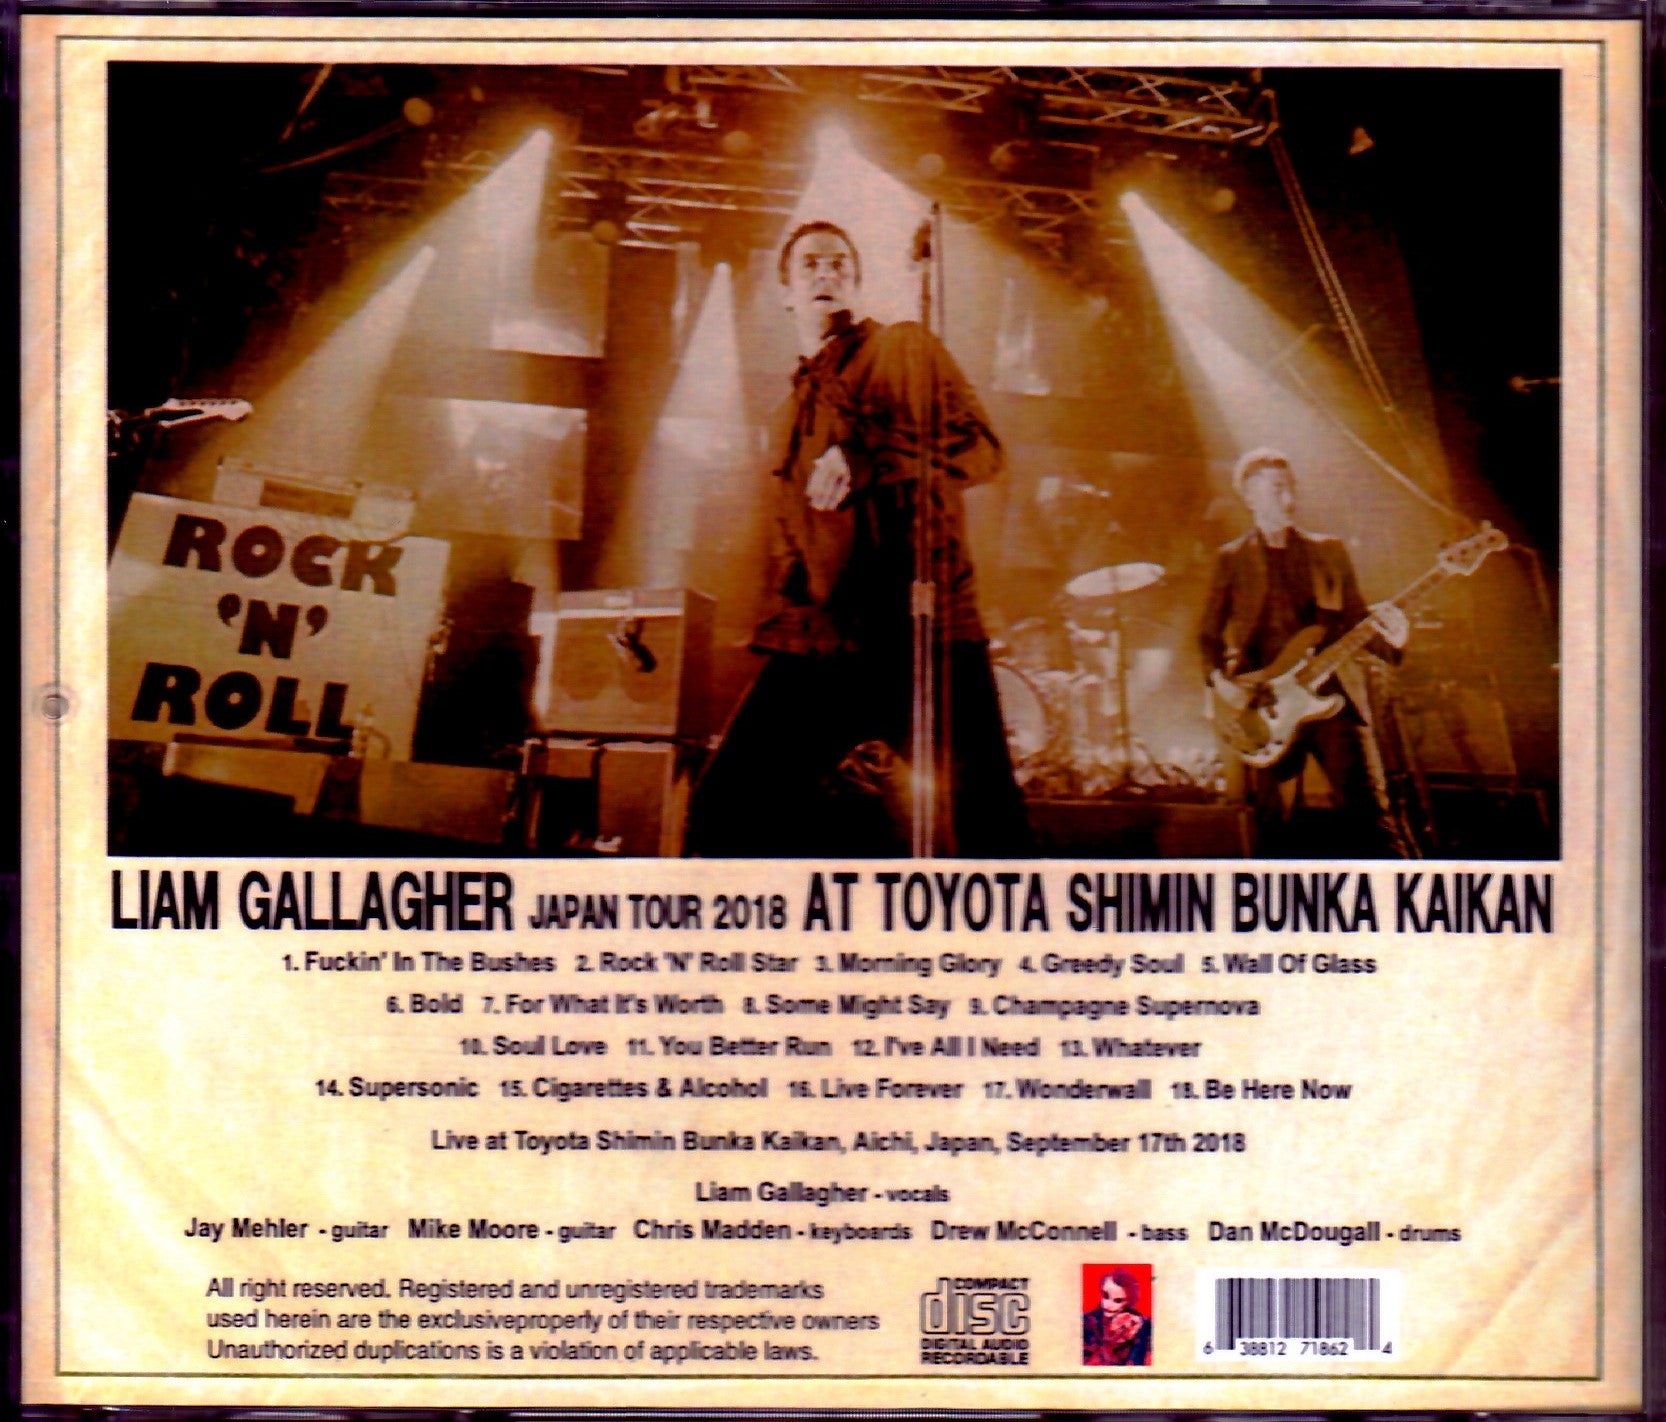 ROCK
'N'
ROLL
LIAM GALLAGHER JAPAN TOUR 2018 AT TOYOTA SHIMIN BUNKA KAIKAN
1. Fuckin' In The Bushes 2. Rock 'N' Roll Star 3. Morning Glory 4. Greedy Soul 5. Wall Of Glass
6. Bold 7. For What It's Worth 8. Some Might Say 9. Champagne Supernova
10. Soul Love 11. You Better Run 12. I've All I Need 13. Whatever
14. Supersonic 15. Cigarettes & Alcohol 16. Live Forever 17. Wonderwall 18. Be Here Now
Live at Toyota Shimin Bunka Kaikan, Aichi, Japan, September 17th 2018
Liam Gallagher - vocals
Jay Mehler - guitar Mike Moore - guitar Chris Madden - keyboards Drew McConnell - bass Dan McDougall - drums
All right reserved. Registered and unregistered trademarks
used herein are the exclusiveproperly of their respective owners
Unauthorized duplications is a violation of applicable laws.
COMPACT
disc
DIGITAL AUDIO
RECORDABLE
6 38812 71862 4